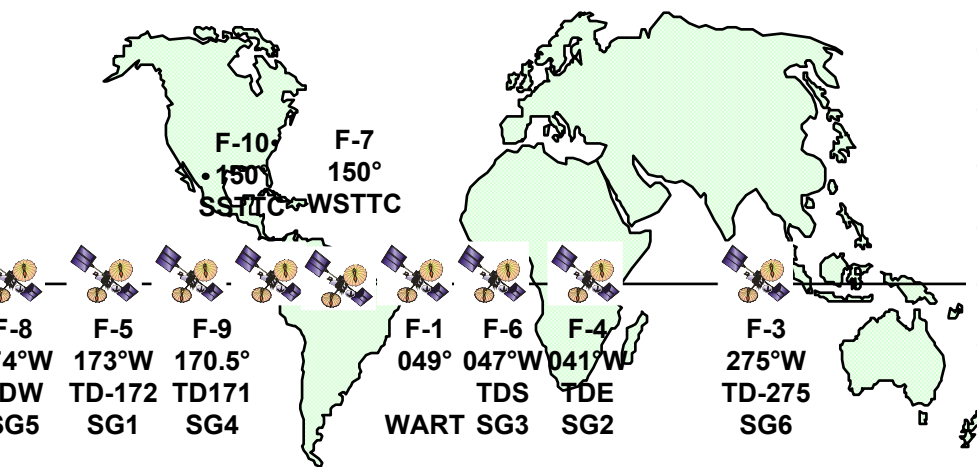 F-10
150°
SSTTC
F-7
150°
WSTTC
F-8
74°W
DW
SG5
F-5
173°W
TD-172
SG1
F-9
170.5°
TD171
SG4
F-1
049°
WART
F-6
047°W
TDS
SG3
F-4
041°W
TDE
SG2
F-3
275°W
TD-275
SG6